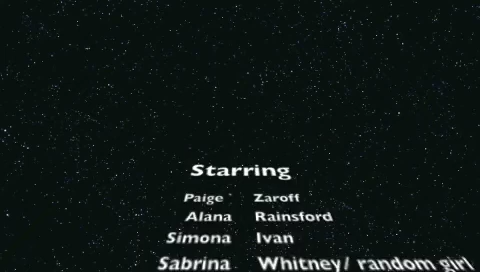 Starring
Paige Zaroff
Alana Rainsford
Simona Ivan
Sabrina Whitney/ random girl